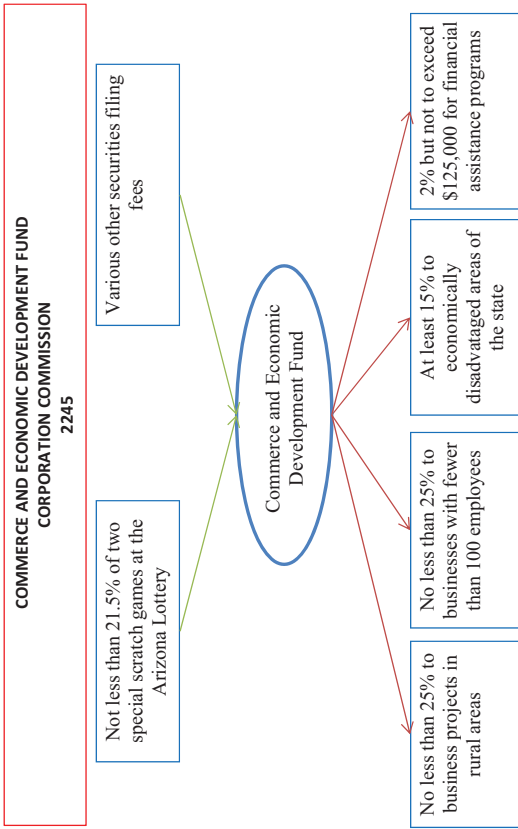 COMMERCE AND ECONOMIC DEVELOPMENT FUND
CORPORATION COMMISSION
2245
Not less than 21.5% of two
special scratch games at the
Arizona Lottery
Various other securities filing
fees
Commerce and Economic
Development Fund
No less than 25% to
business projects in
rural areas
No less than 25% to
businesses with fewer
than 100 employees
At least 15% to
economically
disadvataged areas of
the state
2% but not to exceed
$125,000 for financial
assistance programs